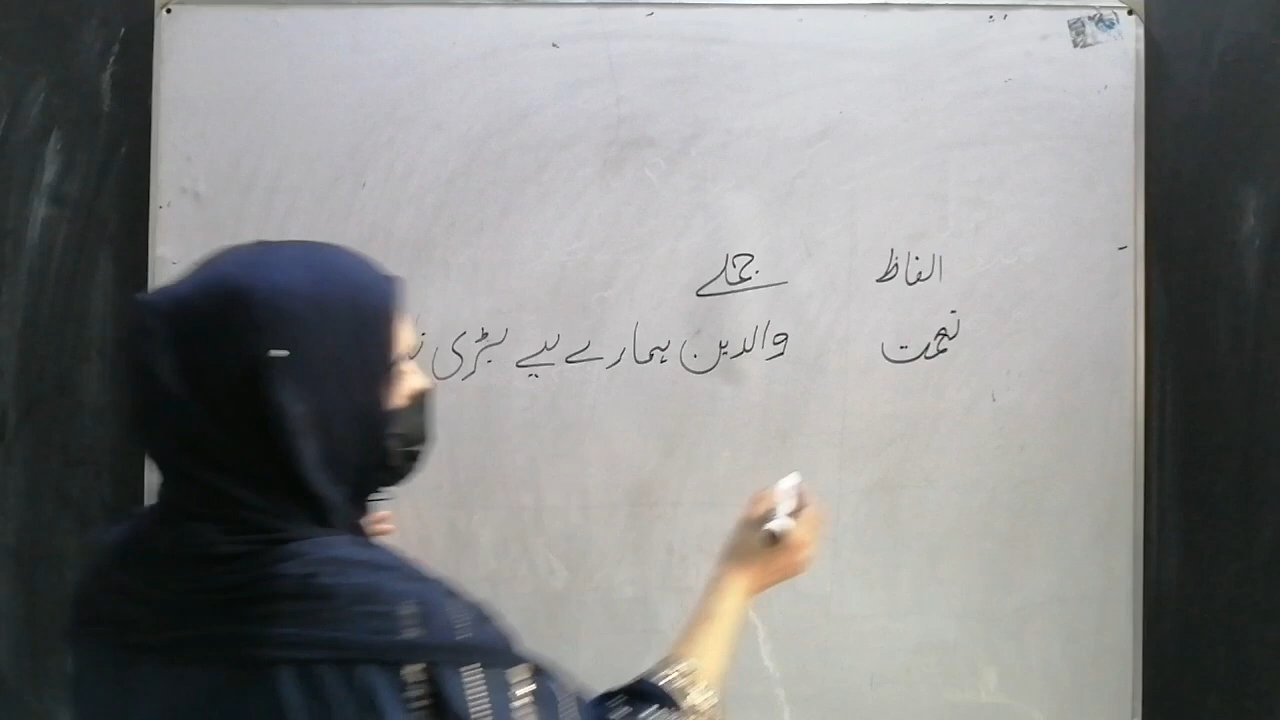 الفاظ جملے
نعمت والدین ہمارے لیے بڑی